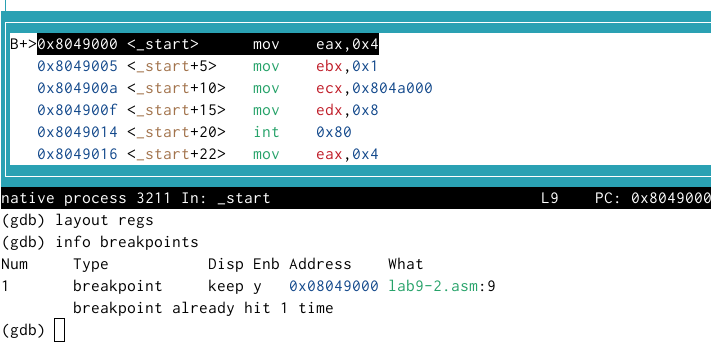 B+>0x8049000 <_start>      mov    eax,0x4
   0x8049005 <_start+5>    mov    ebx,0x1
   0x804900a <_start+10>   mov    ecx,0x804a000
   0x804900f <_start+15>   mov    edx,0x8
   0x8049014 <_start+20>   int    0x80
   0x8049016 <_start+22>   mov    eax,0x4
native process 3211 In: _start                              L9    PC: 0x8049000
(gdb) layout regs
(gdb) info breakpoints
Num     Type           Disp Enb Address    What
1       breakpoint     keep y   0x08049000 lab9-2.asm:9
        breakpoint already hit 1 time
(gdb)